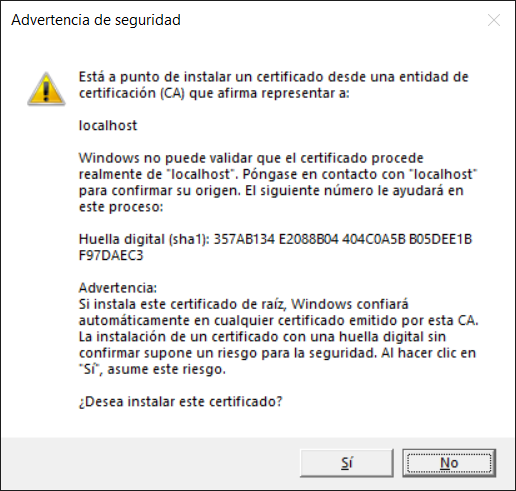 Advertencia de seguridad
Está a punto de instalar un certificado desde una entidad de
certificación (CA) que afirma representar a:
localhost
Windows no puede validar que el certificado procede
realmente de "localhost". Póngase en contacto con "localhost"
para confirmar su origen. El siguiente número le ayudará en
este proceso:
Huella digital (sha1): 357AB134 E2088B04 404C0A5B B05DEE1B
F97DAEC3
Advertencia:
Si instala este certificado de raíz, Windows confiará
automáticamente en cualquier certificado emitido por esta CA.
La instalación de un certificado con una huella digital sin
confirmar supone un riesgo para la seguridad. Al hacer clic en
"Sí", asume este riesgo.
¿Desea instalar este certificado?
Sí No